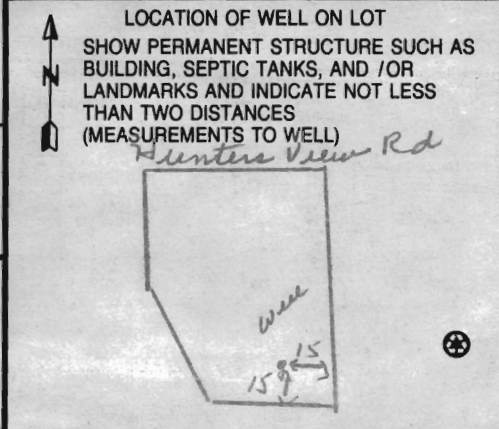 LOCATION OF WELL ON LOT
SHOW PERMANENT STRUCTURE SUCH AS
N BUILDING, SEPTIC TANKS, AND /OR
LANDMARKS AND INDICATE NOT LESS
THAN TWO DISTANCES
(MEASUREMENTS TO WELL)
Hunters View Rd
Well
15
15